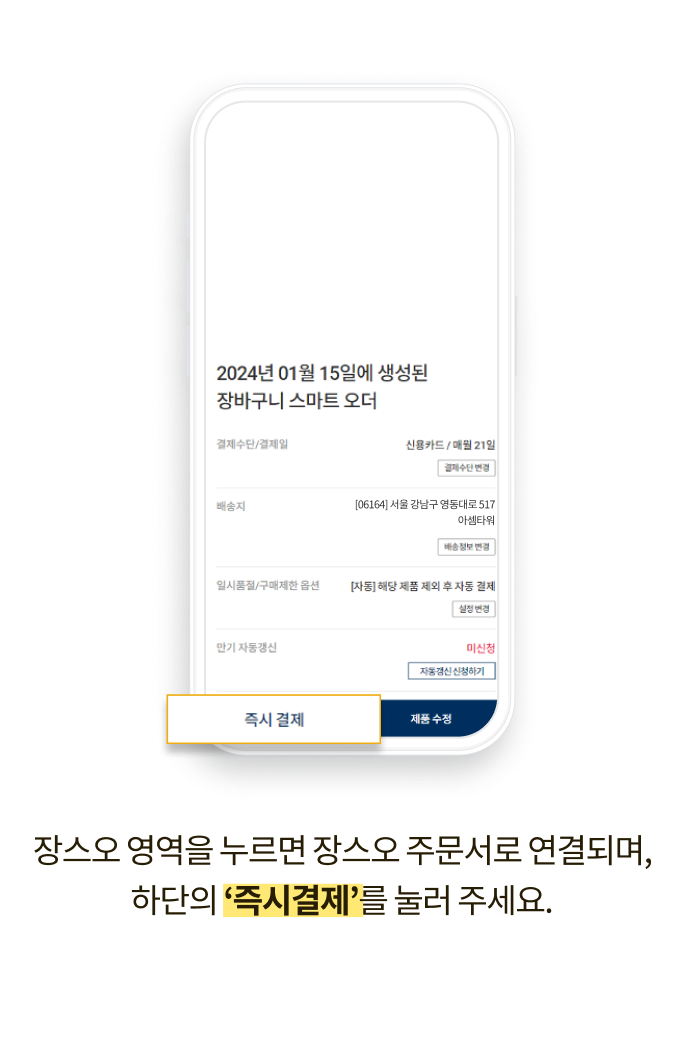 2024년 01월 15일에 생성된
장바구니 스마트 오더
결제수단/결제일 신용카드 / 매월 21일
결제수단 변경
배송지 [06164] 서울 강남구 영동대로 517
아셈타워
배송정보 변경
일시품절/구매제한 옵션 [자동] 해당 제품 제외 후 자동 결제
설정 변경
만기 자동갱신 미신청
자동갱신 신청하기
즉시 결제 제품 수정
장스오 영역을 누르면 장스오 주문서로 연결되며,
하단의 ‘즉시결제’를 눌러 주세요.